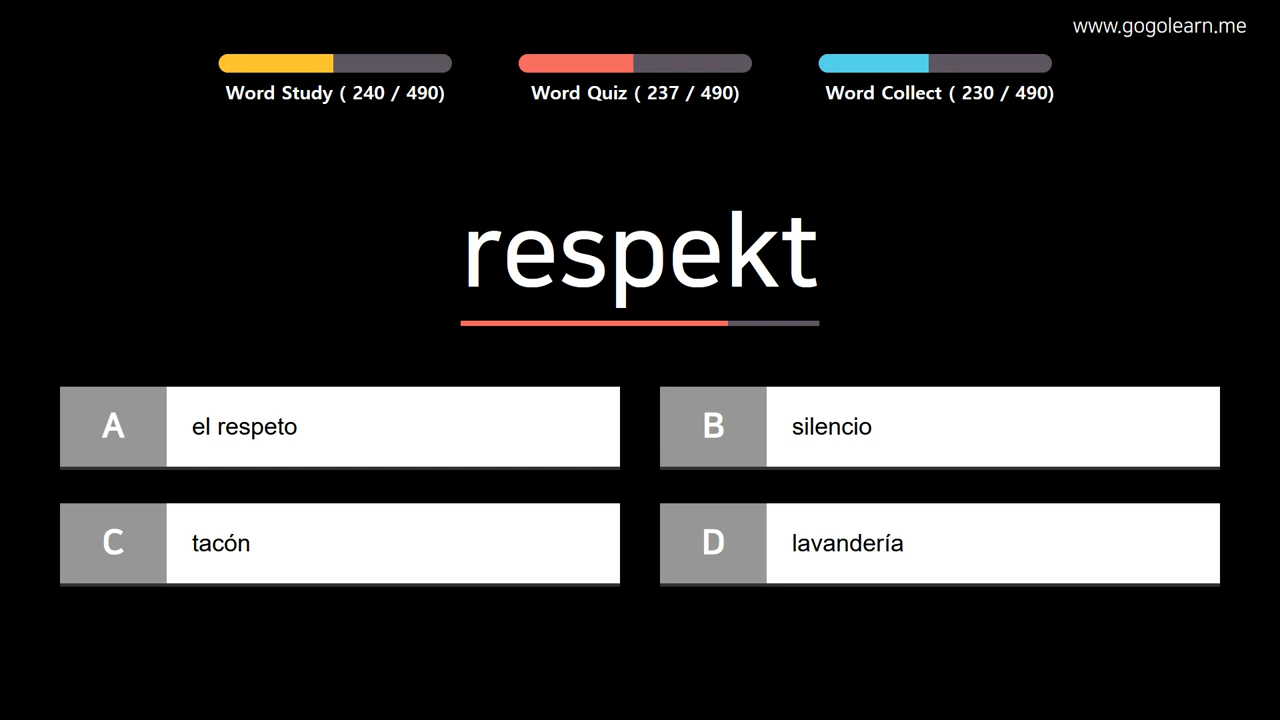 www.gogolearn.me
Word Study ( 240 / 490)
Word Quiz ( 237 / 490)
Word Collect ( 230 / 490)
respekt
A el respeto
B silencio
C tacón
D lavandería